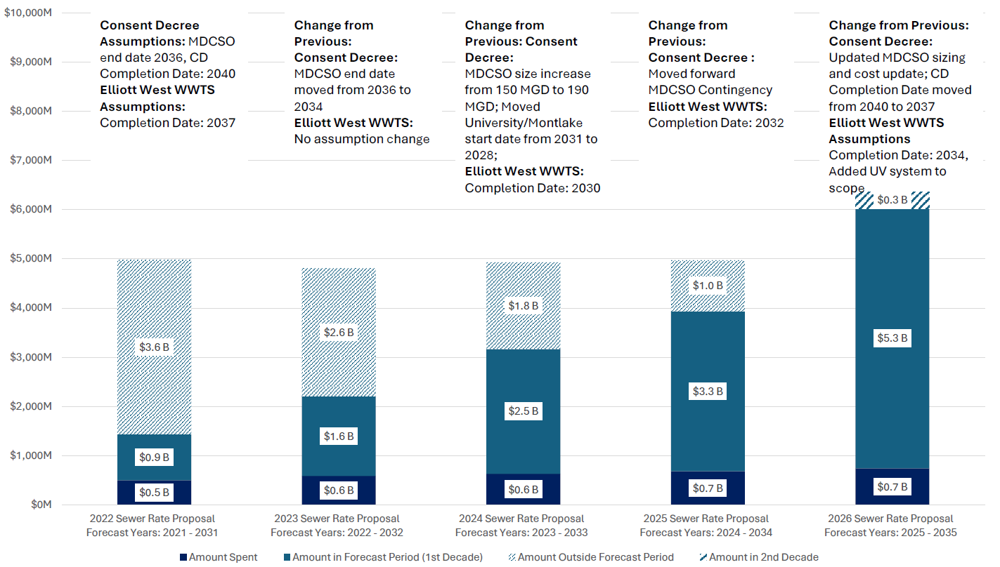 $10,000M
$9,000M
$8,000M
$7,000M
$6,000M
$5,000M
$4,000M
$3,000M
$2,000M
$1,000M
$0M
Consent Decree
Assumptions: MDCSO
end date 2036, CD
Completion Date: 2040
Elliott West WWTS
Assumptions:
Completion Date: 2037
Change from
Previous:
Consent Decree:
MDCSO end date
moved from 2036 to
2034
Elliott West WWTS:
No assumption change
Change from
Previous: Consent
Decree:
MDCSO size increase
from 150 MGD to 190
MGD; Moved
University/Montlake
start date from 2031 to
2028;
Elliott West WWTS:
Completion Date: 2030
Change from
Previous:
Consent Decree :
Moved forward
MDCSO Contingency
Elliott West WWTS:
Completion Date: 2032
Change from Previous:
Consent Decree:
Updated MDCSO sizing
and cost update; CD
Completion Date moved
from 2040 to 2037
Elliott West WWTS
Assumptions
Completion Date: 2034,
Added UV system to
scope
$3.6 B
$0.9 B
$0.5 B
$2.6 B
$1.6 B
$0.6 B
$1.8 B
$2.5 B
$0.6 B
$1.0 B
$3.3 B
$0.7 B
$0.3 B
$5.3 B
$0.7 B
2022 Sewer Rate Proposal
Forecast Years: 2021 - 2031
2023 Sewer Rate Proposal
Forecast Years: 2022 - 2032
2024 Sewer Rate Proposal
Forecast Years: 2023 - 2033
2025 Sewer Rate Proposal
Forecast Years: 2024 - 2034
2026 Sewer Rate Proposal
Forecast Years: 2025 - 2035
Amount Spent
Amount in Forecast Period (1st Decade)
Amount Outside Forecast Period
Amount in 2nd Decade